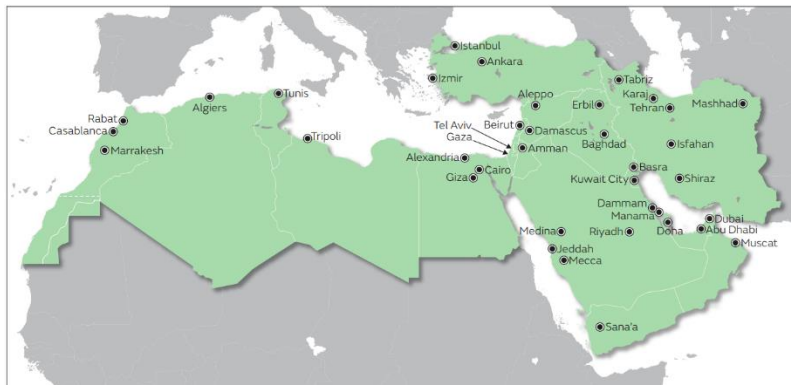 Istanbul
Ankara
Izmir
Tabriz
Karaj
Tehran
Mashhad
Tunis
Algiers
Aleppo
Erbil
Rabat
Casablanca
Marrakesh
Tripoli
Tel Aviv
Gaza
Beirut
Damascus
Baghdad
Isfahan
Amman
Alexandria
Cairo
Giza
Basra
Kuwait City
Shiraz
Dammam
Manama
Dubai
Doha
Abu Dhabi
Medina
Riyadh
Muscat
Jeddah
Mecca
Sana'a